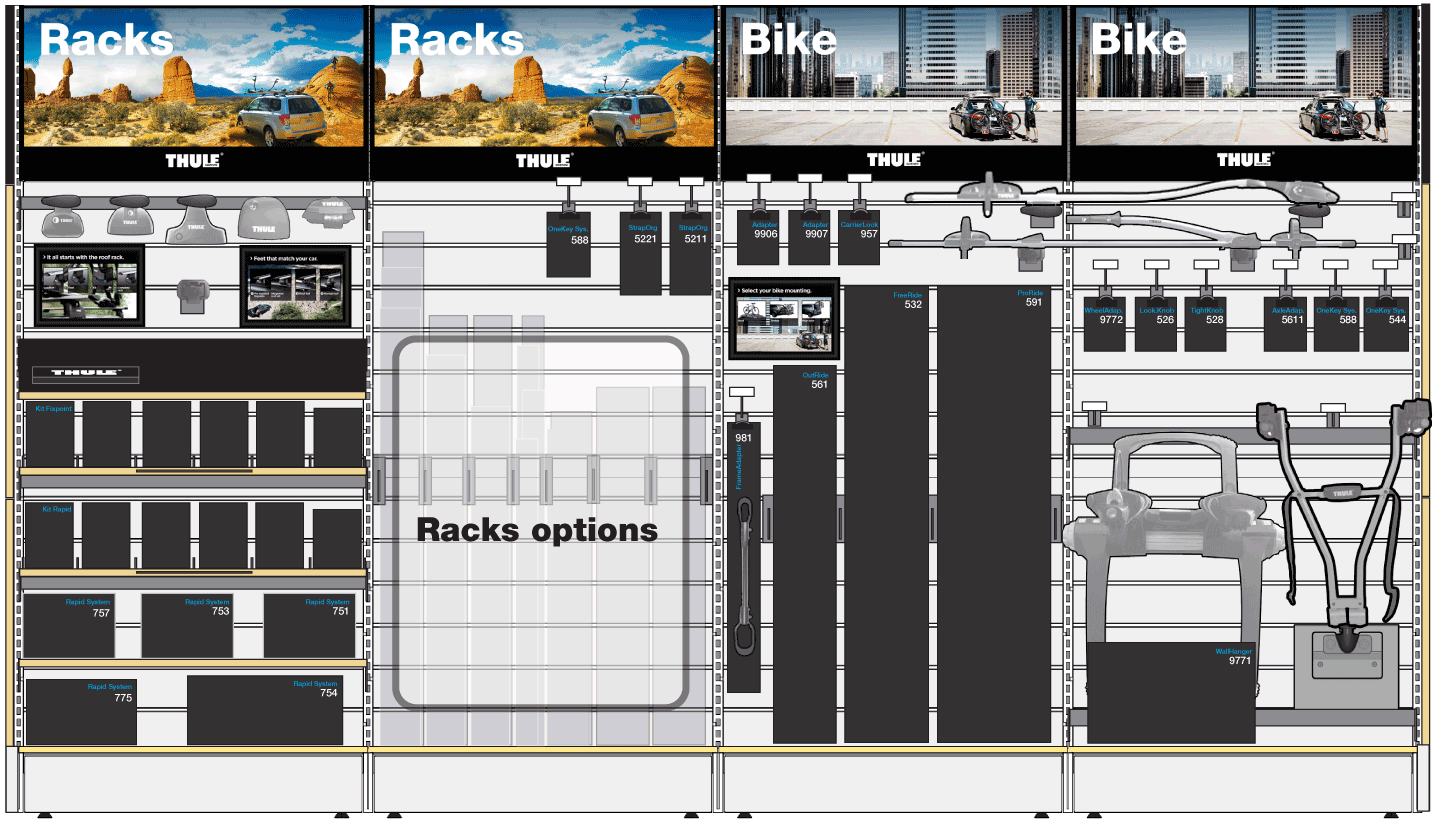 Racks
Racks
Bike
Bike
THULE
THULE
THULE
THULE
OneKey Sys.
588
StrapOrg
5221
StrapOrg
5211
Adapter
9906
Adapter
9907
CarrierLock
957
THULE
THULE
THULE
THULE
THULE
› It all starts with the roof rack.
› Feet that match your car.
› Select your bike mounting.
FreeRide
532
ProRide
591
WheelAdap.
9772
Look.Knob
526
TightKnob
528
AxleAdap.
5611
OneKey Sys.
588
OneKey Sys.
544
THULE
OutRide
561
Kit Fixpoint
981
FrameAdapter
THULE
Kit Rapid
Racks options
Rapid System
757
Rapid System
753
Rapid System
751
WallHanger
9771
Rapid System
775
Rapid System
754